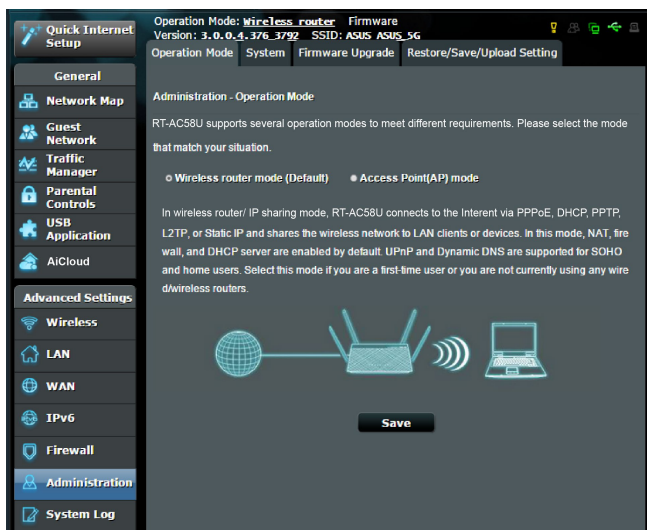 Quick Internet
Setup
Operation Mode: Wireless router Firmware
Version: 3.0.0.4.376_3792 SSID: ASUS ASUS_5G
Operation Mode System Firmware Upgrade Restore/Save/Upload Setting
General
Network Map
Guest
Network
Traffic
Manager
Parental
Controls
USB
Application
AiCloud
Advanced Settings
Wireless
LAN
WAN
IPv6
Firewall
Administration
System Log
Administration - Operation Mode
RT-AC58U supports several operation modes to meet different requirements. Please select the mode
that match your situation.
Wireless router mode (Default) Access Point(AP) mode
In wireless router/ IP sharing mode, RT-AC58U connects to the Interent via PPPoE, DHCP, PPTP,
L2TP, or Static IP and shares the wireless network to LAN clients or devices. In this mode, NAT, fire
wall, and DHCP server are enabled by default. UPnP and Dynamic DNS are supported for SOHO
and home users. Select this mode if you are a first-time user or you are not currently using any wire
d/wireless routers.
Save